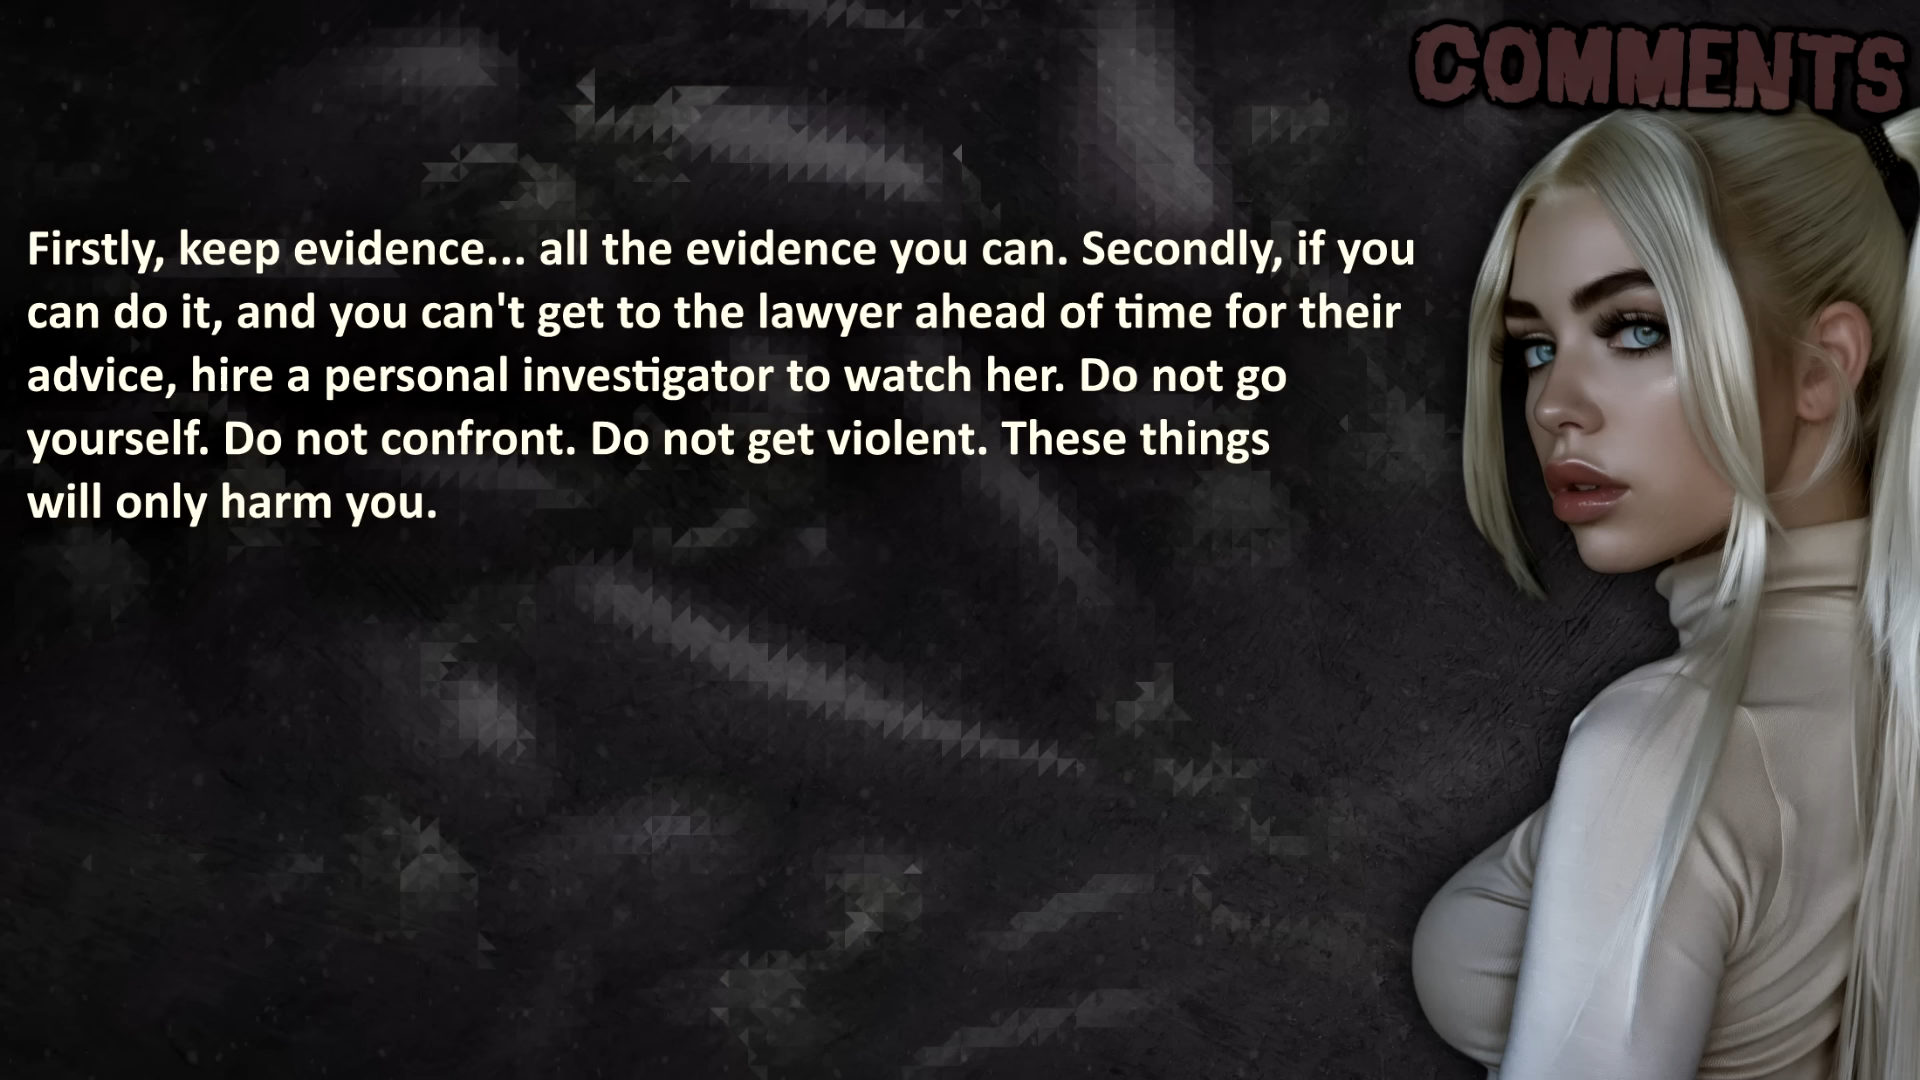 COMMENTS
Firstly, keep evidence... all the evidence you can. Secondly, if you
can do it, and you can't get to the lawyer ahead of time for their
advice, hire a personal investigator to watch her. Do not go
yourself. Do not confront. Do not get violent. These things
will only harm you.